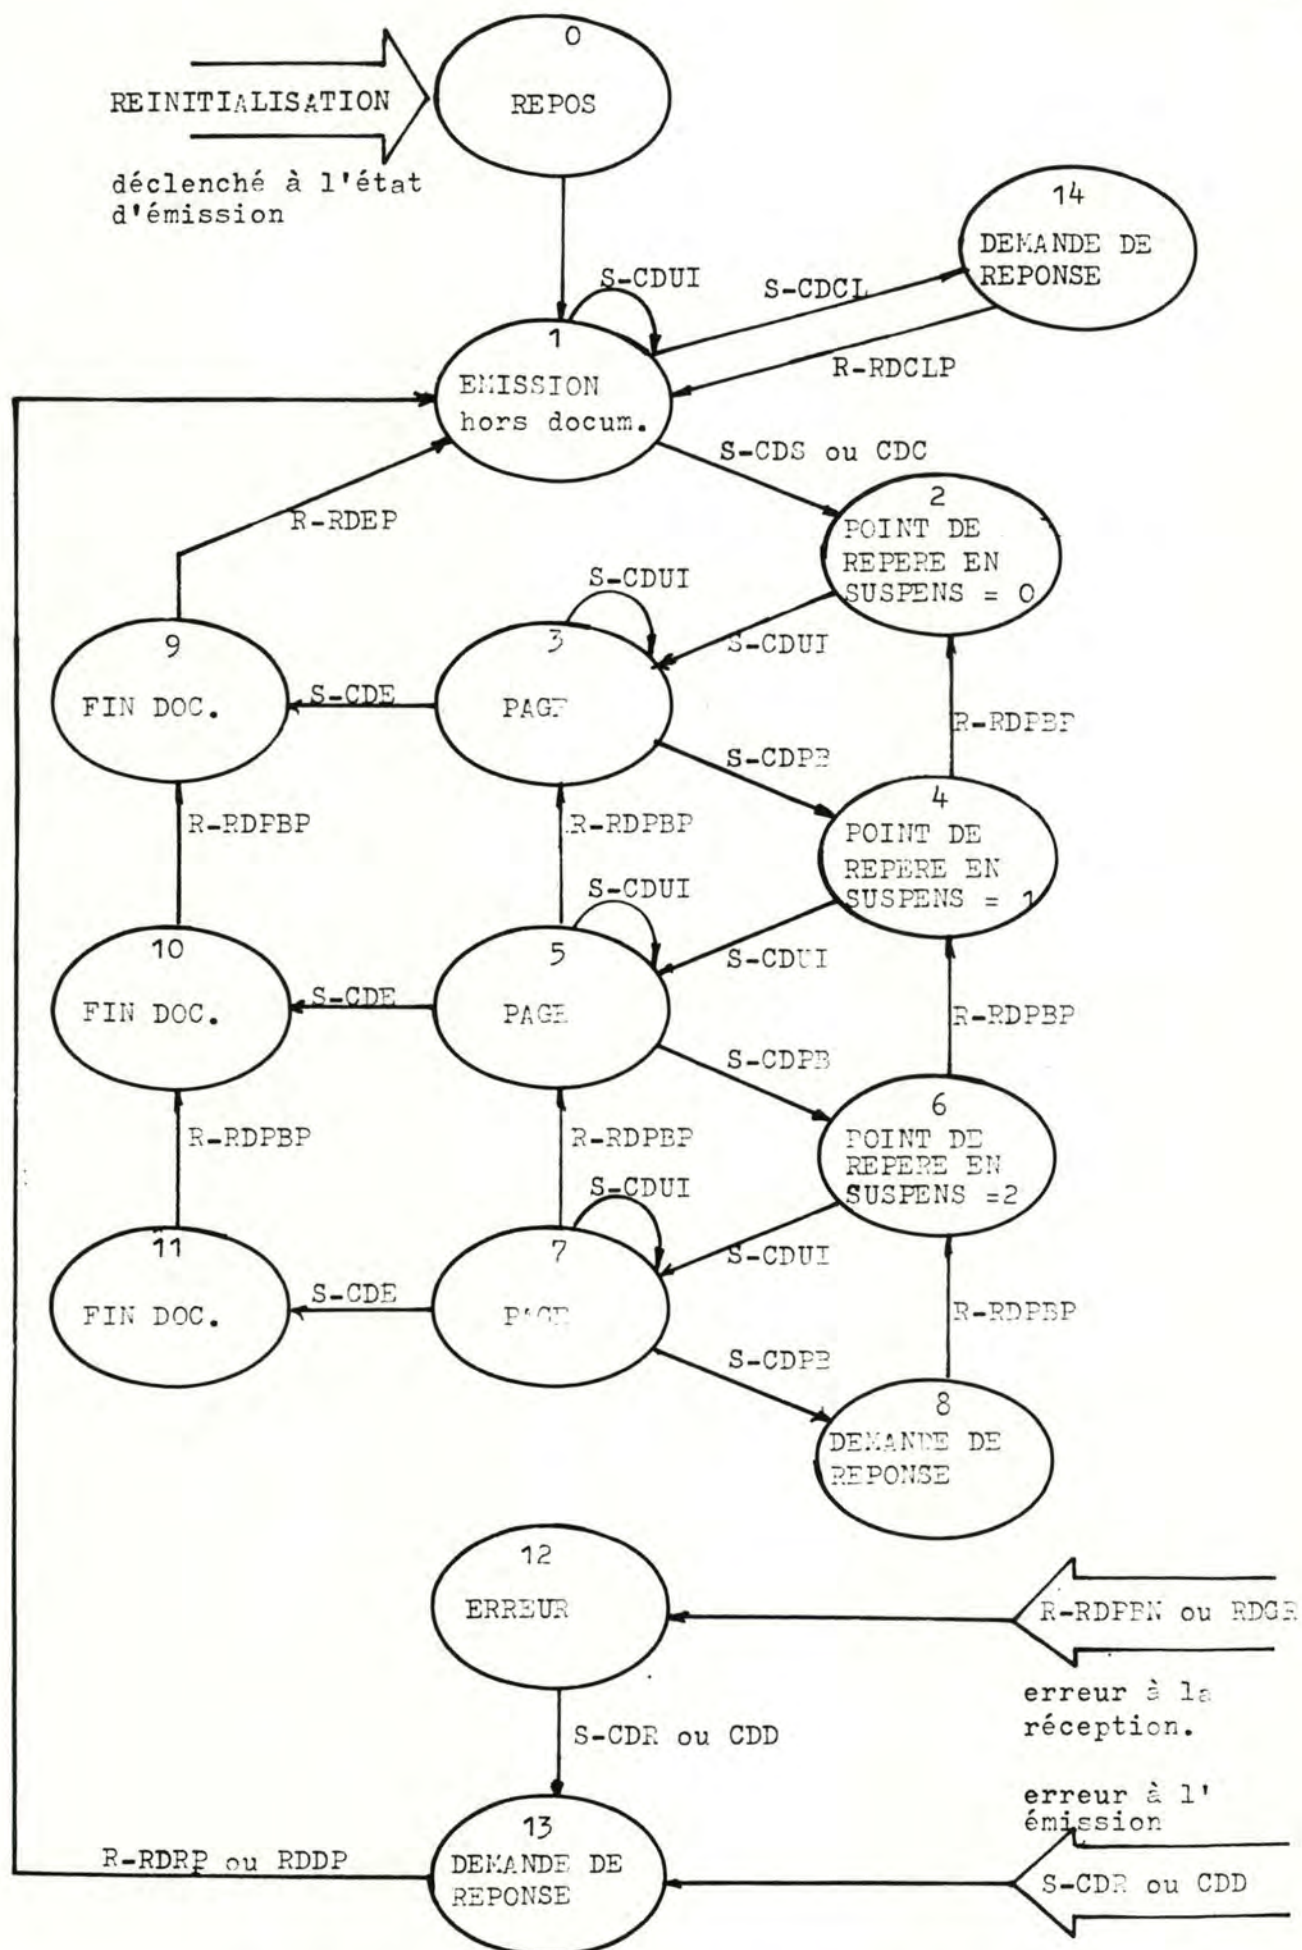 0
REPOS
REINITIALISATION
déclenché à l'état
d'émission
14
DEMANDE DE
REPONSE
S-CDUI
S-CDCL
R-RDCLP
1
EMISSION
hors docum.
S-CDS ou CDC
2
POINT DE
REPERE EN
SUSPENS = 0
R-RDEP
S-CDUI
S-CDUI
9
FIN DOC.
S-CDE
3
PAGE
R-RDPBP
S-CDPB
4
POINT DE
REPERE EN
SUSPENS = 1
R-RDPBP
R-RDPBP
S-CDUI
S-CDUI
10
FIN DOC.
S-CDE
5
PAGE
R-RDPBP
S-CDPB
6
POINT DE
REPERE EN
SUSPENS =2
R-RDPBP
R-RDPBP
S-CDUI
S-CDUI
11
FIN DOC.
S-CDE
7
PAGE
R-RDPBP
S-CDPB
8
DEMANDE DE
REPONSE
12
ERREUR
R-RDPBN ou RDGR
erreur à la
réception.
S-CDR ou CDD
erreur à l'
émission
13
DEMANDE DE
REPONSE
R-RDRP ou RDDP
S-CDR ou CDD